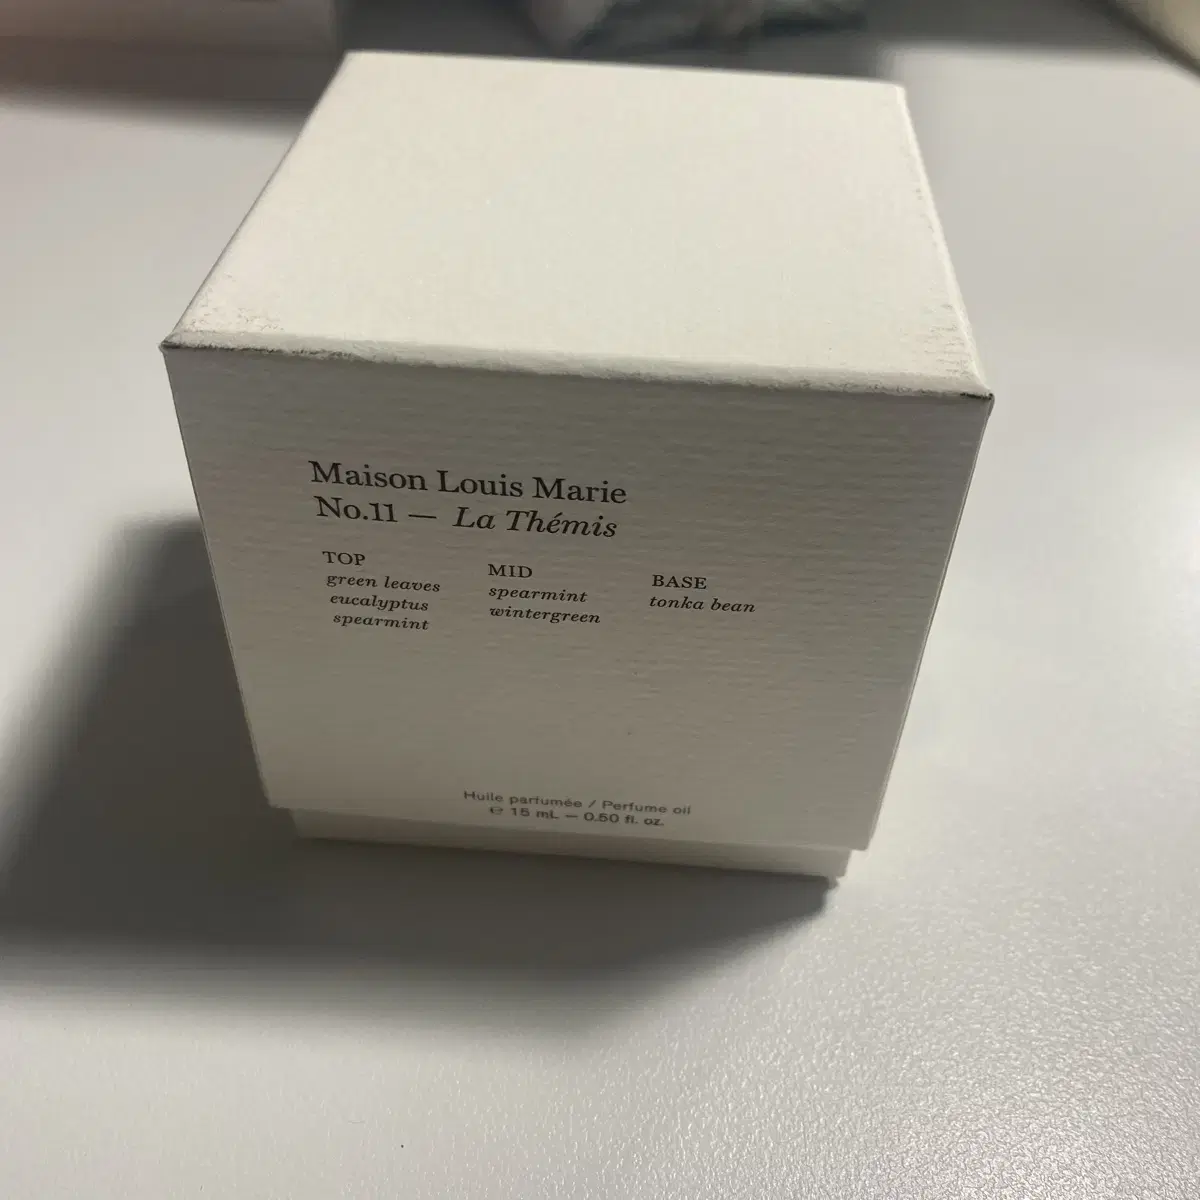 Maison Louis Marie
No.11 — La Thémis
TOP
green leaves
eucalyptus
spearmint
MID
spearmint
wintergreen
BASE
tonka bean
Huile parfumée / Perfume oil
℮ 15 mL — 0.50 fl. oz.